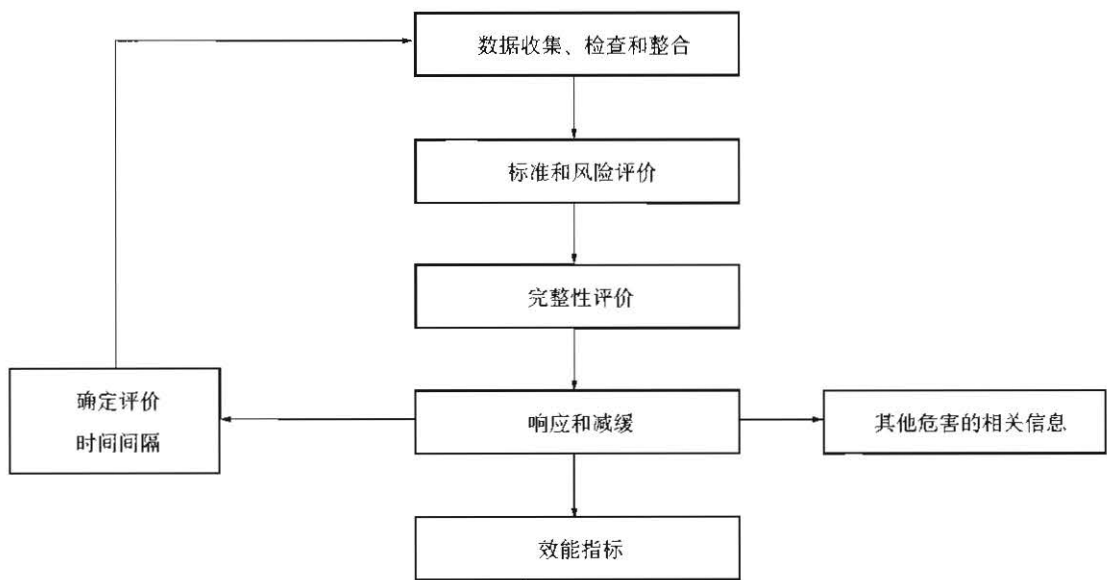 数据收集、检查和整合
标准和风险评价
完整性评价
确定评价
时间间隔
响应和减缓
其他危害的相关信息
效能指标